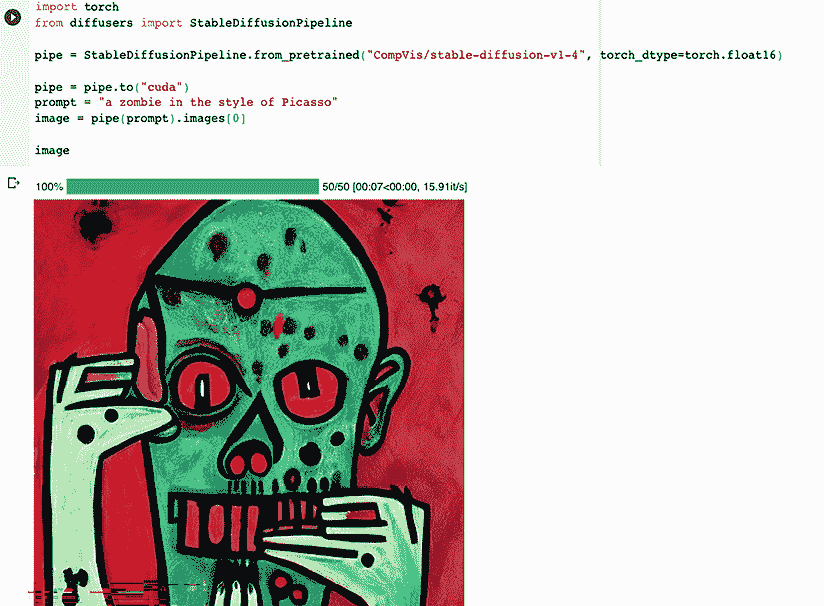 import torch
from diffusers import StableDiffusionPipeline
pipe = StableDiffusionPipeline.from_pretrained("CompVis/stable-diffusion-v1-4", torch_dtype=torch.float16)
pipe = pipe.to("cuda")
prompt = "a zombie in the style of Picasso"
image = pipe(prompt).images[0]
image
100% 50/50 [00:07<00:00, 15.91it/s]